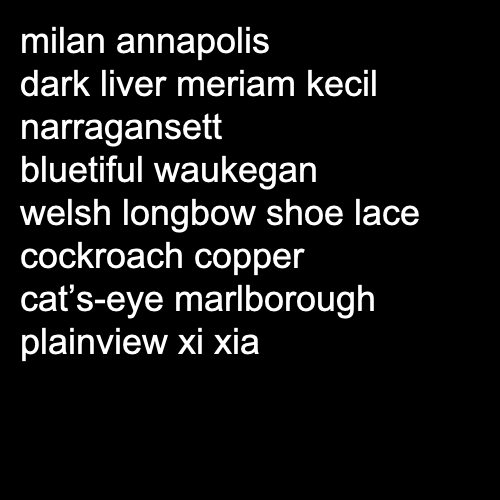 milan annapolis
dark liver meriam kecil
narragansett
bluetiful waukegan
welsh longbow shoe lace
cockroach copper
cat’s-eye marlborough
plainview xi xia